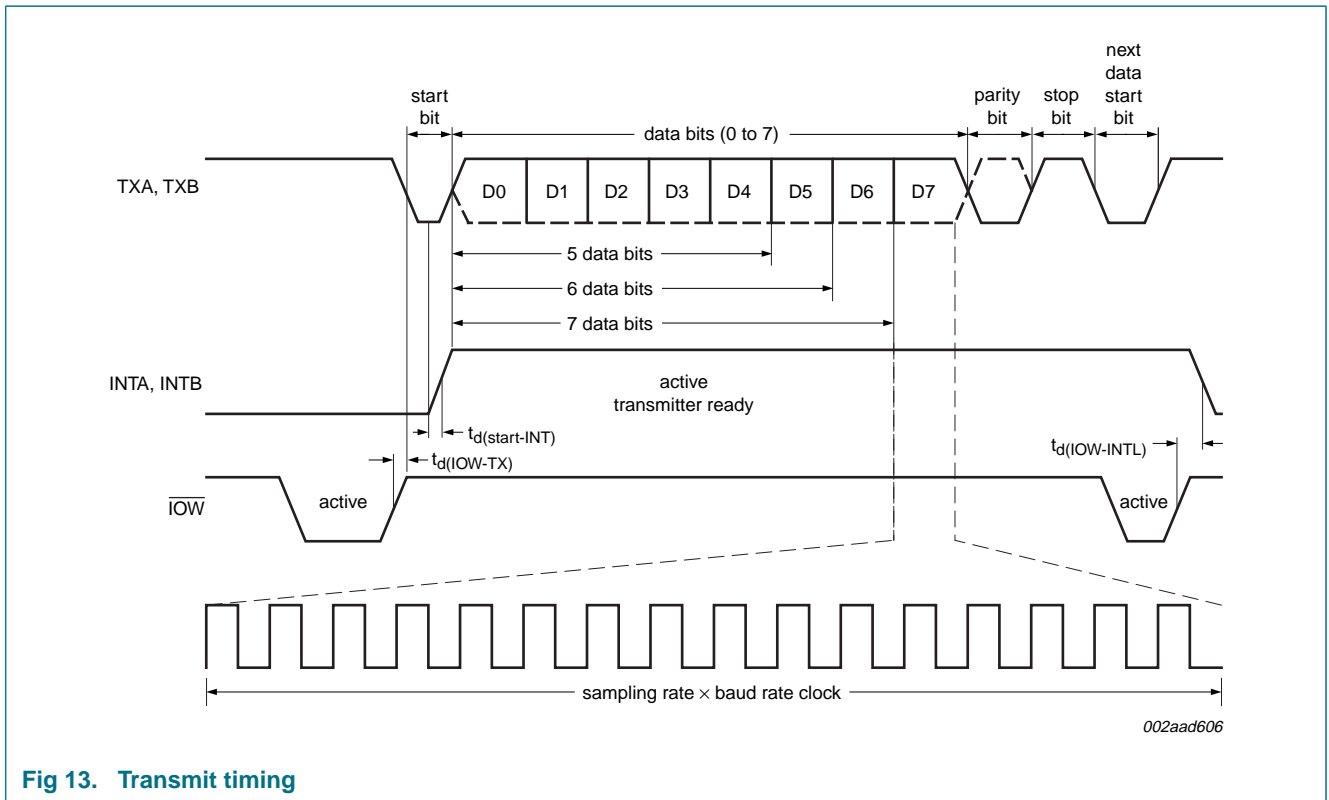 next
data
start
bit
start
bit
parity
bit
stop
bit
data bits (0 to 7)
TXA, TXB
D0 D1 D2 D3 D4 D5 D6 D7
5 data bits
6 data bits
7 data bits
INTA, INTB
active
transmitter ready
td(start-INT)
td(IOW-TX)
td(IOW-INTL)
IOW
active
active
sampling rate × baud rate clock
002aad606
Fig 13. Transmit timing